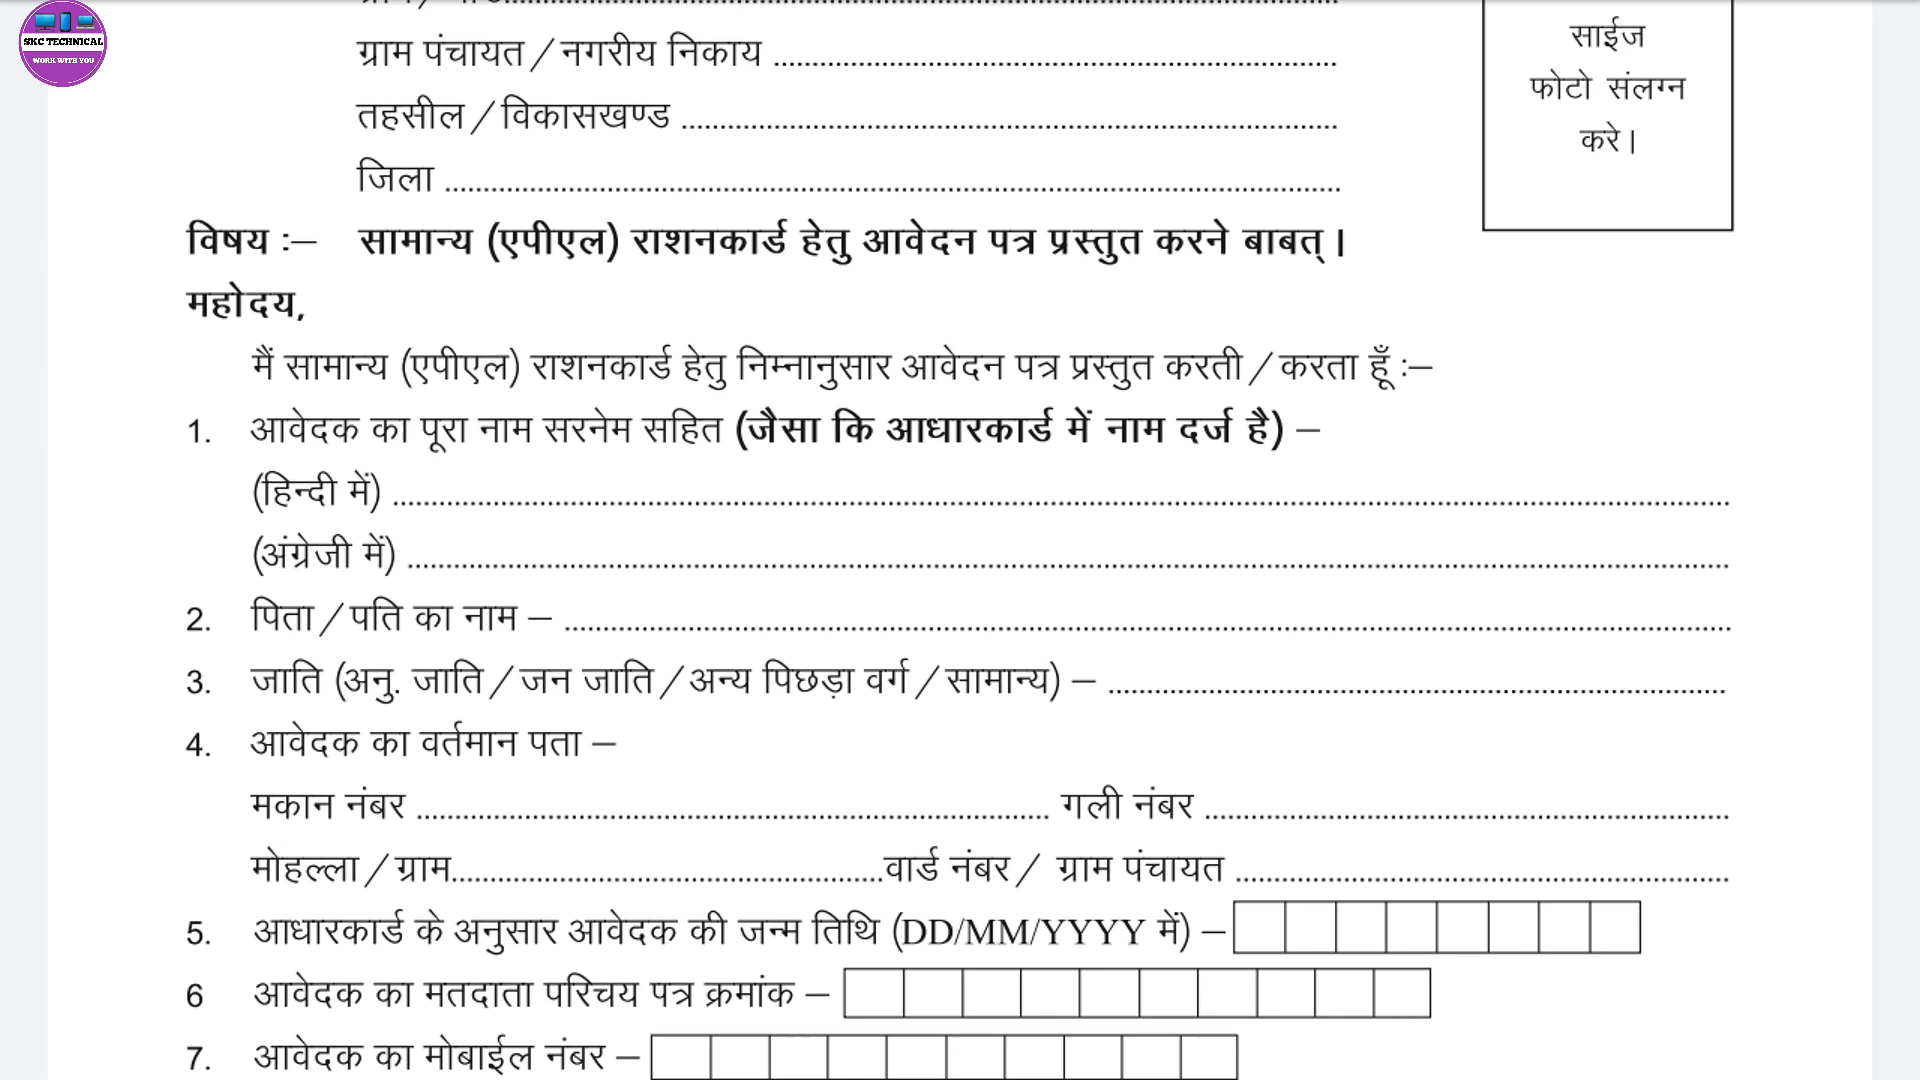 SKC TECHNICAL
WORK WITH YOU
साईज
फोटो संलग्न
करे।
ग्राम पंचायत / नगरीय निकाय ........................................................................
तहसील / विकासखण्ड ....................................................................................
जिला ...................................................................................................................
विषय :– सामान्य (एपीएल) राशनकार्ड हेतु आवेदन पत्र प्रस्तुत करने बाबत्।
महोदय,
मैं सामान्य (एपीएल) राशनकार्ड हेतु निम्नानुसार आवेदन पत्र प्रस्तुत करती / करता हूँ :–
1. आवेदक का पूरा नाम सरनेम सहित (जैसा कि आधारकार्ड में नाम दर्ज है) –
(हिन्दी में) ............................................................................................................
(अंग्रेजी में) ............................................................................................................
2. पिता / पति का नाम – ............................................................................................
3. जाति (अनु. जाति / जन जाति / अन्य पिछड़ा वर्ग / सामान्य) – ................................................
4. आवेदक का वर्तमान पता –
मकान नंबर ................................................................ गली नंबर ................................................
मोहल्ला / ग्राम........................................................वार्ड नंबर / ग्राम पंचायत ................................................
5. आधारकार्ड के अनुसार आवेदक की जन्म तिथि (DD/MM/YYYY में) –
6 आवेदक का मतदाता परिचय पत्र क्रमांक –
7. आवेदक का मोबाईल नंबर –